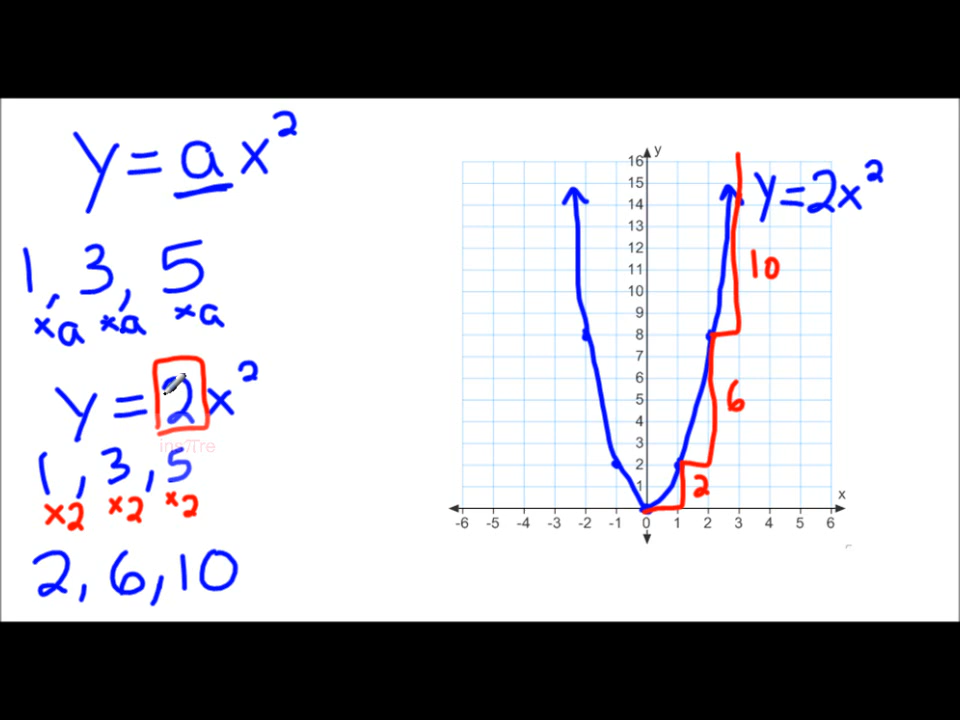 y = ax²
1, 3, 5
×a ×a ×a
y = 2x²
1, 3, 5
×2 ×2 ×2
2, 6, 10
y
16
15
14
13
12
11
10
9
8
7
6
5
4
3
2
1
x
-6 -5 -4 -3 -2 -1 0 1 2 3 4 5 6
y = 2x²
10
6
2